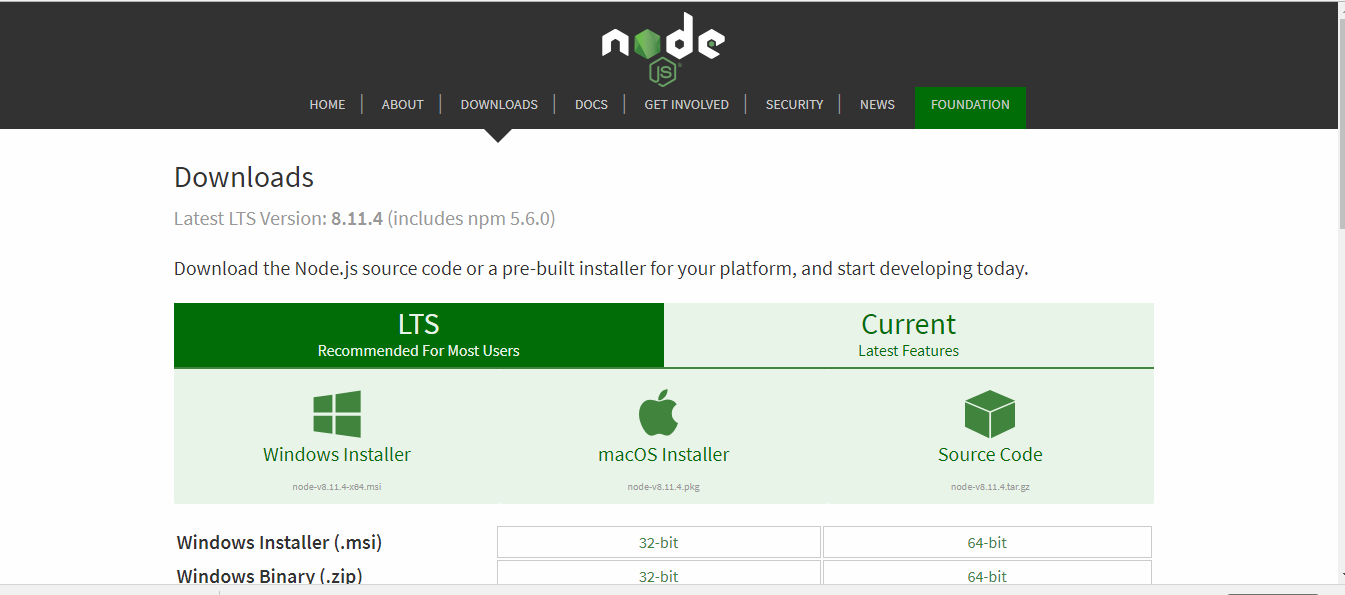 node
JS
HOME ABOUT DOWNLOADS DOCS GET INVOLVED SECURITY NEWS FOUNDATION
Downloads
Latest LTS Version: 8.11.4 (includes npm 5.6.0)
Download the Node.js source code or a pre-built installer for your platform, and start developing today.
LTS
Recommended For Most Users
Current
Latest Features
Windows Installer
node-v8.11.4-x64.msi
macOS Installer
node-v8.11.4.pkg
Source Code
node-v8.11.4.tar.gz
Windows Installer (.msi) 32-bit 64-bit
Windows Binary (.zip) 32-bit 64-bit